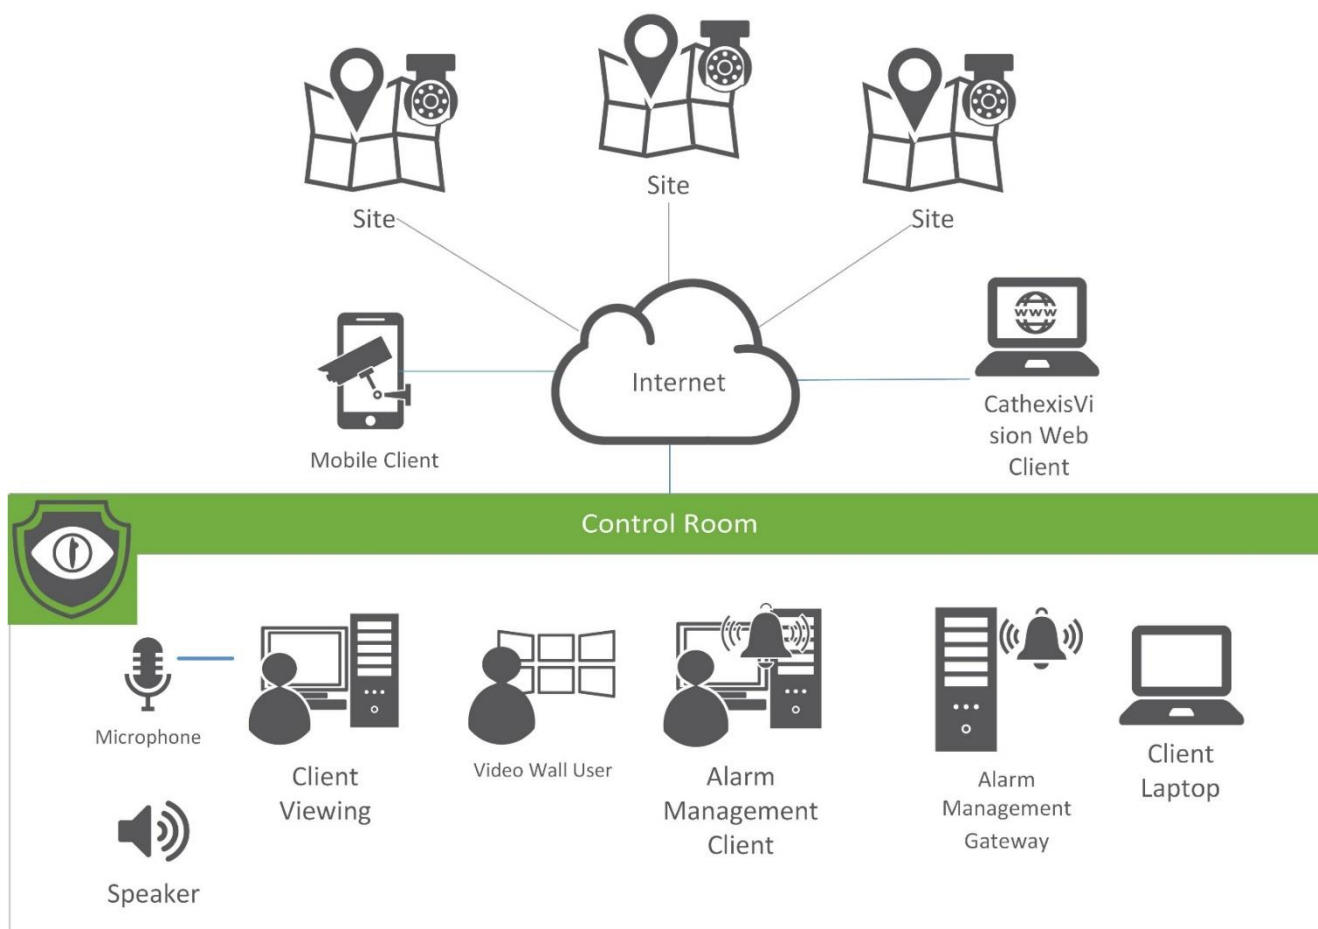 Site
Site
Site
Internet
www
Mobile Client
CathexisVi
sion Web
Client
Control Room
Microphone
Client
Viewing
Video Wall User
Alarm
Management
Client
Alarm
Management
Gateway
Client
Laptop
Speaker